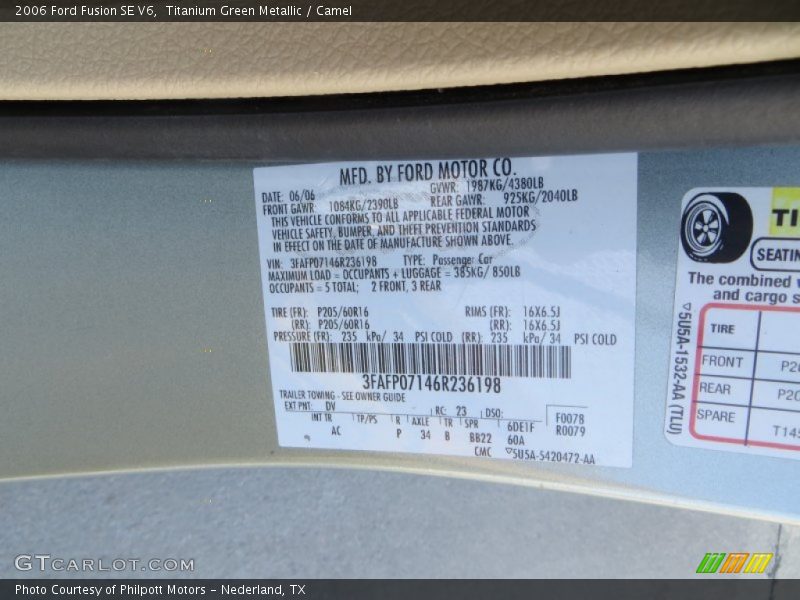 2006 Ford Fusion SE V6,  Titanium Green Metallic / Camel
MFD. BY FORD MOTOR CO.
DATE: 06/06 GVWR: 1987KG/4380LB
FRONT GAWR: 1084KG/2390LB REAR GAWR: 925KG/2040LB
THIS VEHICLE CONFORMS TO ALL APPLICABLE FEDERAL MOTOR
VEHICLE SAFETY, BUMPER, AND THEFT PREVENTION STANDARDS
IN EFFECT ON THE DATE OF MANUFACTURE SHOWN ABOVE.
VIN: 3FAFP07146R236198 TYPE: Passenger Car
MAXIMUM LOAD = OCCUPANTS + LUGGAGE = 385KG/ 850LB
OCCUPANTS = 5 TOTAL; 2 FRONT, 3 REAR
TIRE (FR): P205/60R16 RIMS (FR): 16X6.5J
(RR): P205/60R16 (RR): 16X6.5J
PRESSURE (FR): 235 kPa/ 34 PSI COLD (RR): 235 kPa/ 34 PSI COLD
3FAFP07146R236198
TRAILER TOWING - SEE OWNER GUIDE
EXT PNT: DV RC: 23 DSO: F0078
INT TR TP/PS R AXLE TR SPR 6DE1F R0079
AC P 34 B BB22 60A
CMC ▽5U5A-5420472-AA
TI
SEATIN
The combined
and cargo s
▽5U5A-1532-AA (TLU)
TIRE
FRONT P20
REAR P20
SPARE T145
GTCARLOT.COM
Photo Courtesy of Philpott Motors - Nederland, TX